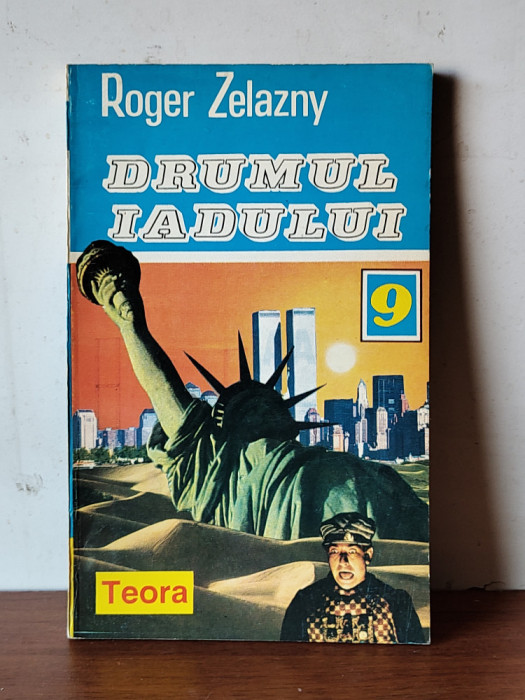 Roger Zelazny
DRUMUL
IADULUI
9
Teora